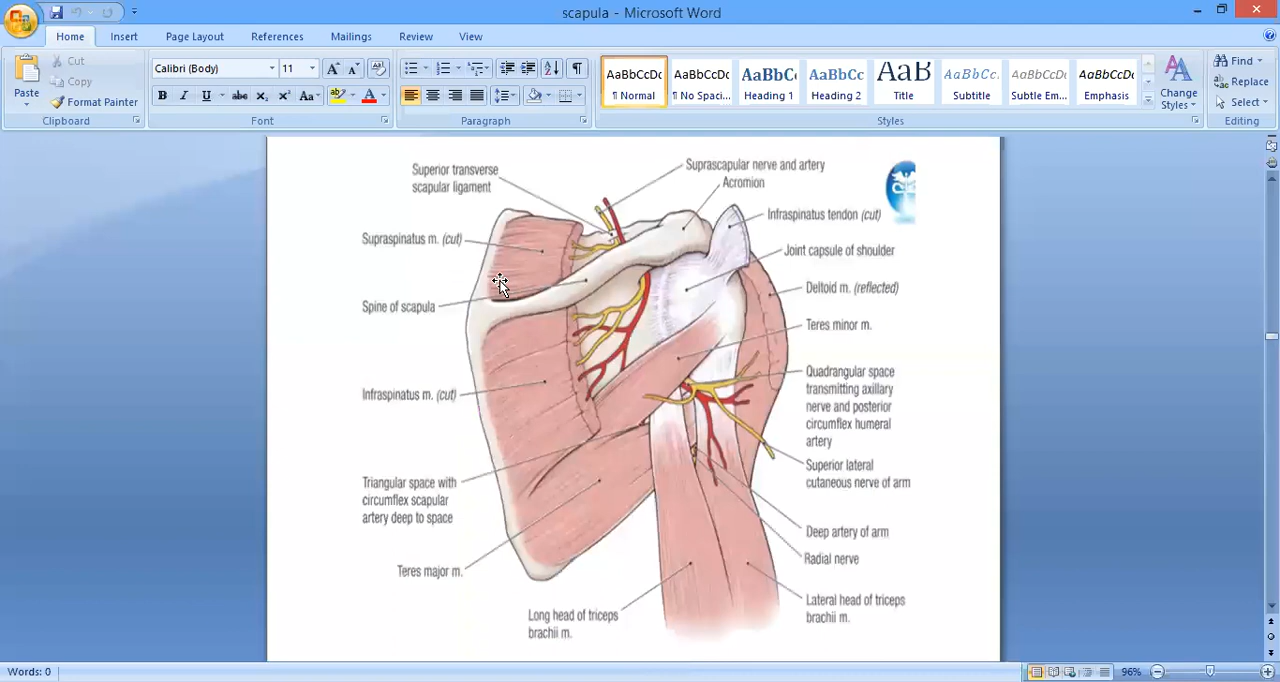 scapula - Microsoft Word
Home
Insert
Page Layout
References
Mailings
Review
View
Paste
Cut
Copy
Format Painter
Clipboard
Calibri (Body)
11
Font
Paragraph
AaBbCcDc
¶ Normal
AaBbCcDc
¶ No Spaci...
AaBbC
Heading 1
AaBbCc
Heading 2
AaB
Title
AaBbCc.
Subtitle
AaBbCcDc
Subtle Em...
AaBbCcDc
Emphasis
Change
Styles
Styles
Find
Replace
Select
Editing
Superior transverse
scapular ligament
Suprascapular nerve and artery
Acromion
Infraspinatus tendon (cut)
Supraspinatus m. (cut)
Joint capsule of shoulder
Deltoid m. (reflected)
Spine of scapula
Teres minor m.
Quadrangular space
transmitting axillary
nerve and posterior
circumflex humeral
artery
Infraspinatus m. (cut)
Superior lateral
cutaneous nerve of arm
Triangular space with
circumflex scapular
artery deep to space
Deep artery of arm
Radial nerve
Teres major m.
Long head of triceps
brachii m.
Lateral head of triceps
brachii m.
Words: 0
96%